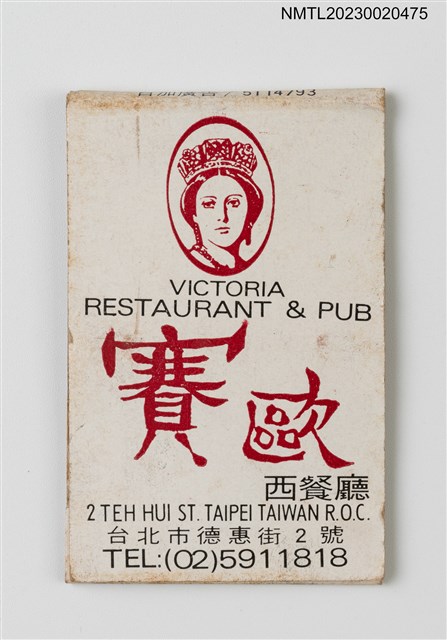 NMTL20230020475
5114793
VICTORIA
RESTAURANT & PUB
賽歐
西餐廳
2 TEH HUI ST. TAIPEI TAIWAN R.O.C.
台北市德惠街2號
TEL:(02)5911818